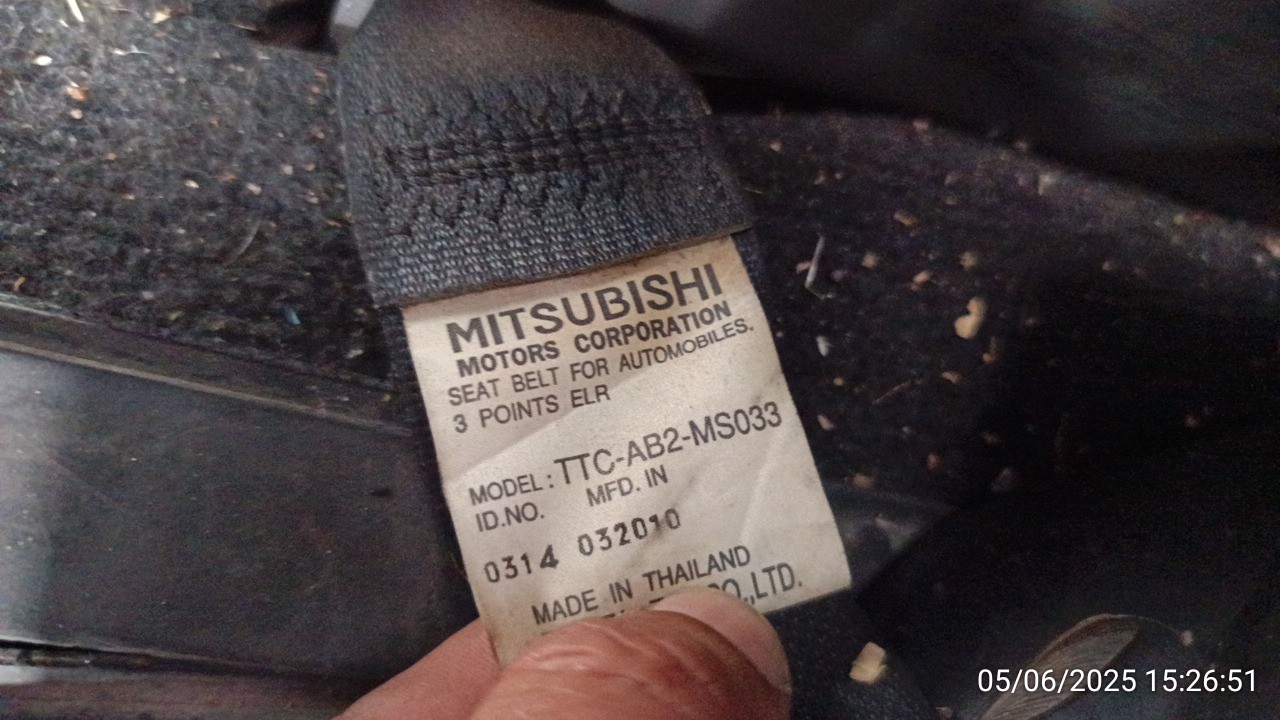 MITSUBISHI
MOTORS CORPORATION
SEAT BELT FOR AUTOMOBILES.
3 POINTS ELR
MODEL: TTC-AB2-MS033
ID.NO. MFD. IN
0314 032010
MADE IN THAILAND
CO.,LTD.
05/06/2025 15:26:51